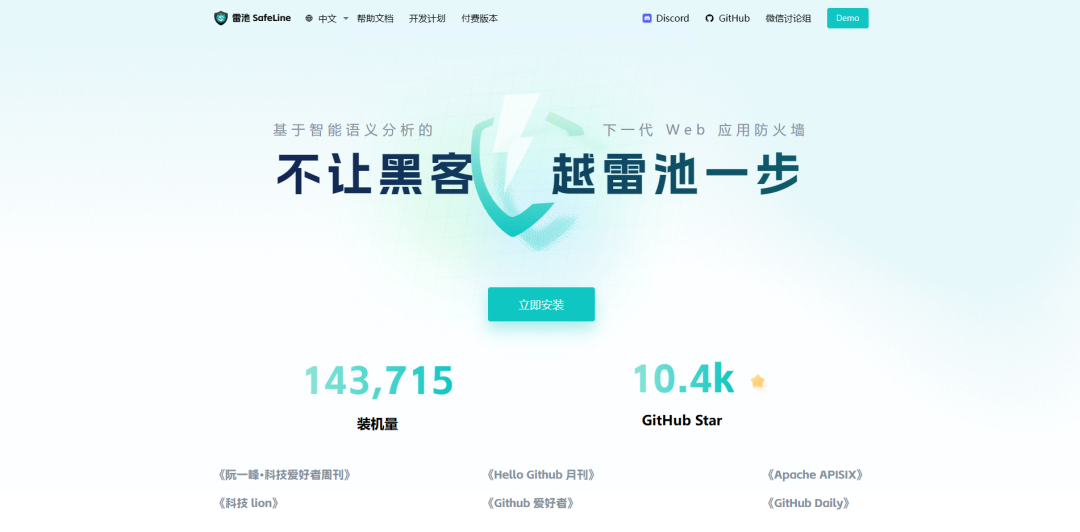 雷池 SafeLine 中文 帮助文档 开发计划 付费版本 Discord GitHub 微信讨论组 Demo
基于智能语义分析的 下一代 Web 应用防火墙
不让黑客 越雷池一步
立即安装
143,715 10.4k
装机量 GitHub Star
《阮一峰·科技爱好者周刊》 《Hello Github 月刊》 《Apache APISIX》
《科技 lion》 《Github 爱好者》 《GitHub Daily》